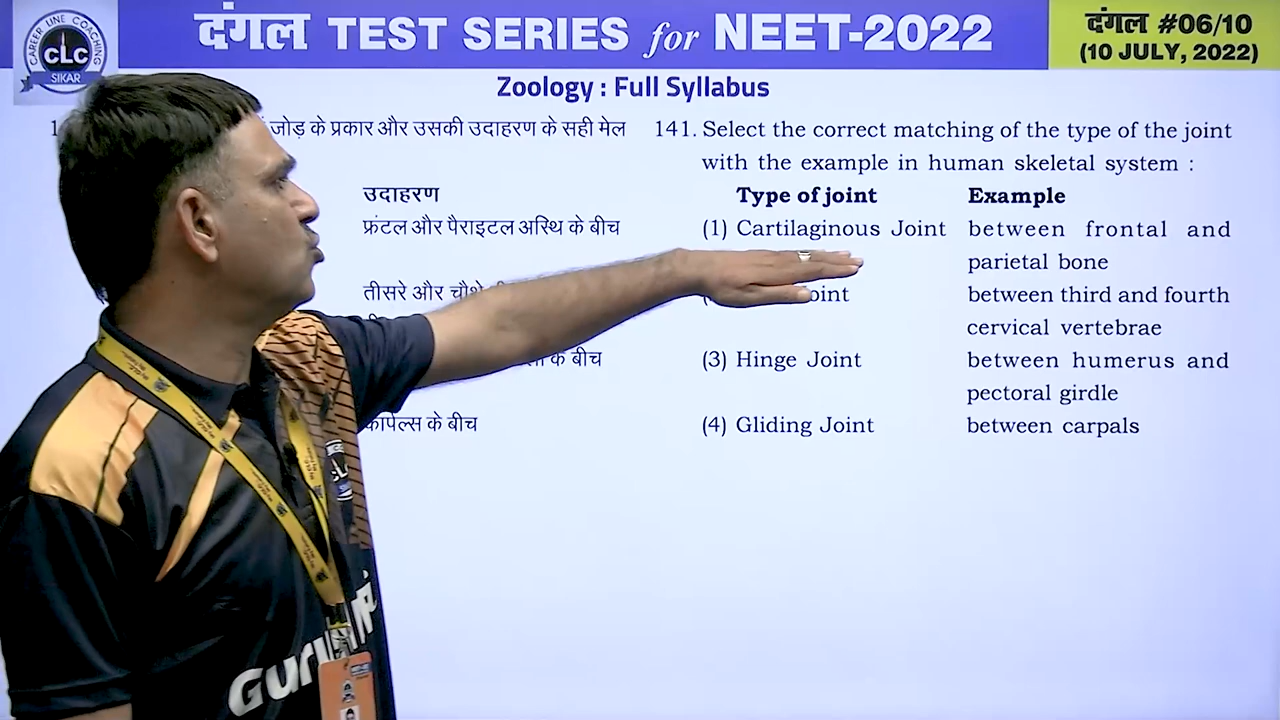 CAREER LINE COACHING
CLC
SIKAR
दंगल TEST SERIES for NEET-2022
दंगल #06/10
(10 JULY, 2022)
Zoology : Full Syllabus
जोड़ के प्रकार और उसकी उदाहरण के सही मेल
उदाहरण
फ्रंटल और पैराइटल अस्थि के बीच
तीसरे और चौथे
के बीच
कार्पल्स के बीच
141. Select the correct matching of the type of the joint
with the example in human skeletal system :
Type of joint Example
(1) Cartilaginous Joint between frontal and
parietal bone
between third and fourth
cervical vertebrae
(3) Hinge Joint between humerus and
pectoral girdle
(4) Gliding Joint between carpals